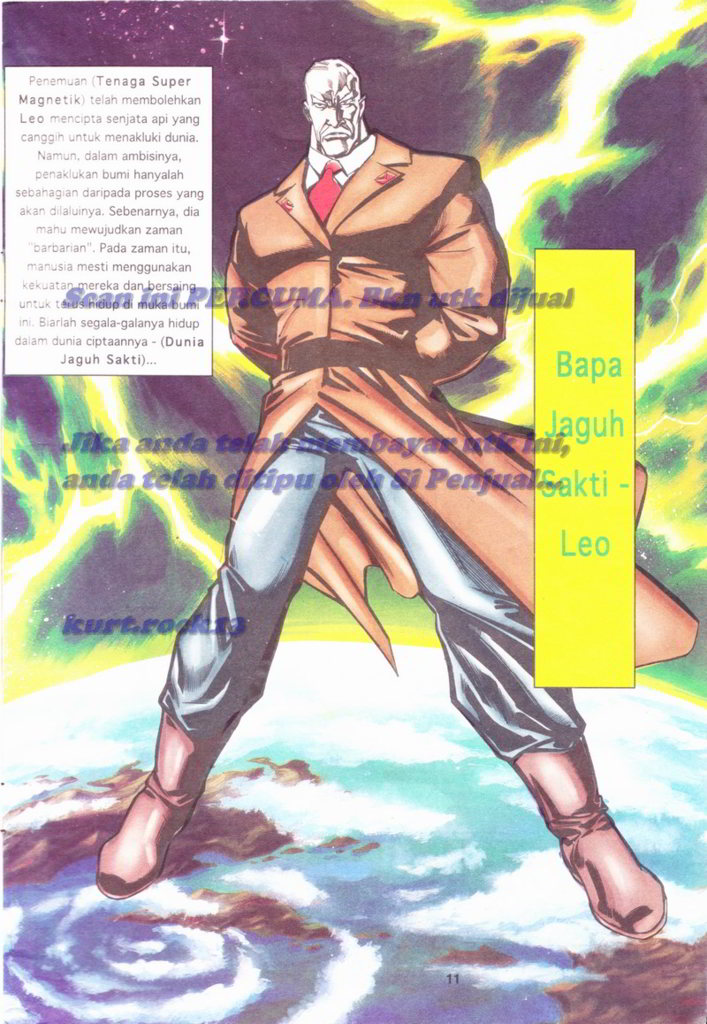 Penemuan (Tenaga Super
Magnetik) telah membolehkan
Leo mencipta senjata api yang
canggih untuk menakluki dunia.
Namun, dalam ambisinya,
penaklukan bumi hanyalah
sebahagian daripada proses yang
akan dilaluinya. Sebenarnya, dia
mahu mewujudkan zaman
"barbarian". Pada zaman itu,
manusia mesti menggunakan
kekuatan mereka dan bersaing
untuk terus hidup di muka bumi
ini. Biarlah segala-galanya hidup
dalam dunia ciptaannya - (Dunia
Jaguh Sakti)...
Scan ini PERCUMA. Bkn utk dijual
Bapa
Jaguh
Sakti -
Leo
Jika anda telah membayar utk ini,
anda telah ditipu oleh Si Penjual...
kurt.rock13
11